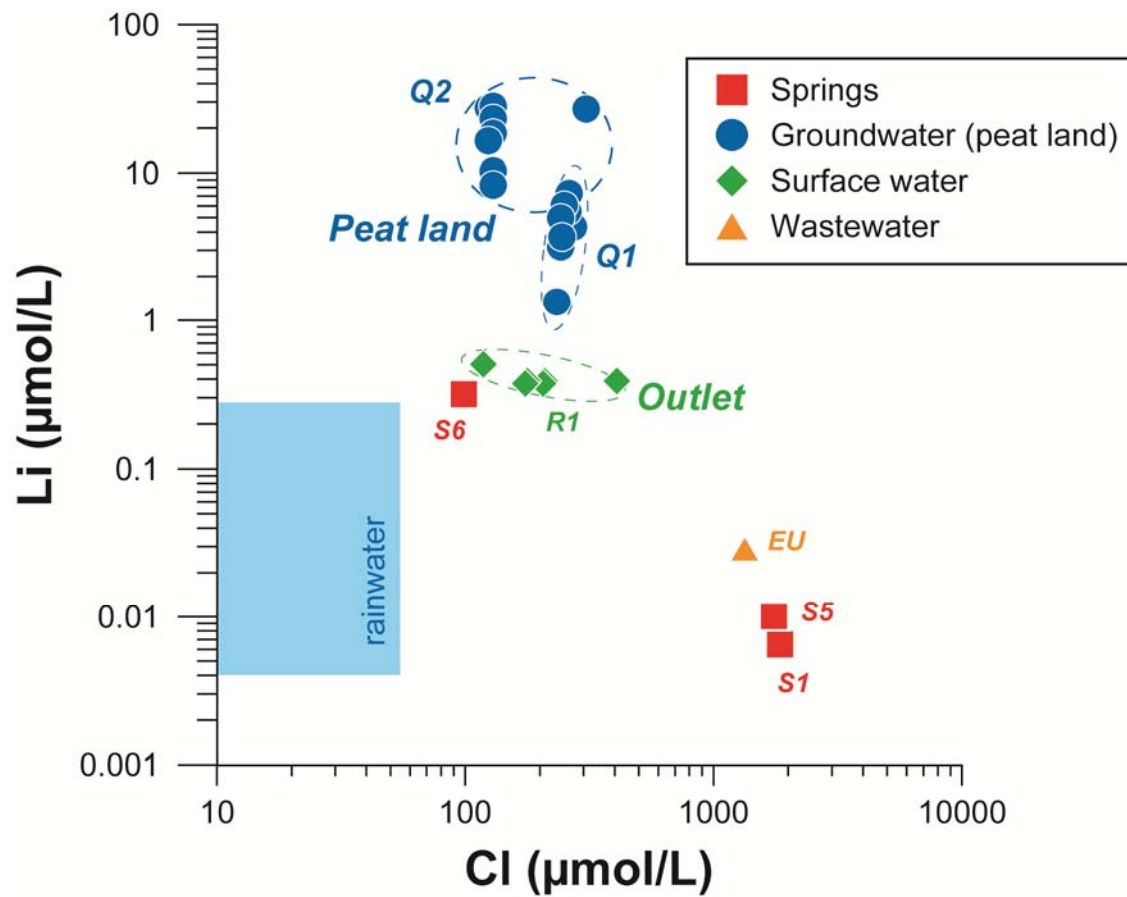 100
10
1
0.1
0.01
0.001
Li (µmol/L)
10
100
1000
10000
Cl (µmol/L)
Springs
Groundwater (peat land)
Surface water
Wastewater
Q2
Peat land
Q1
Outlet
R1
S6
rainwater
EU
S5
S1